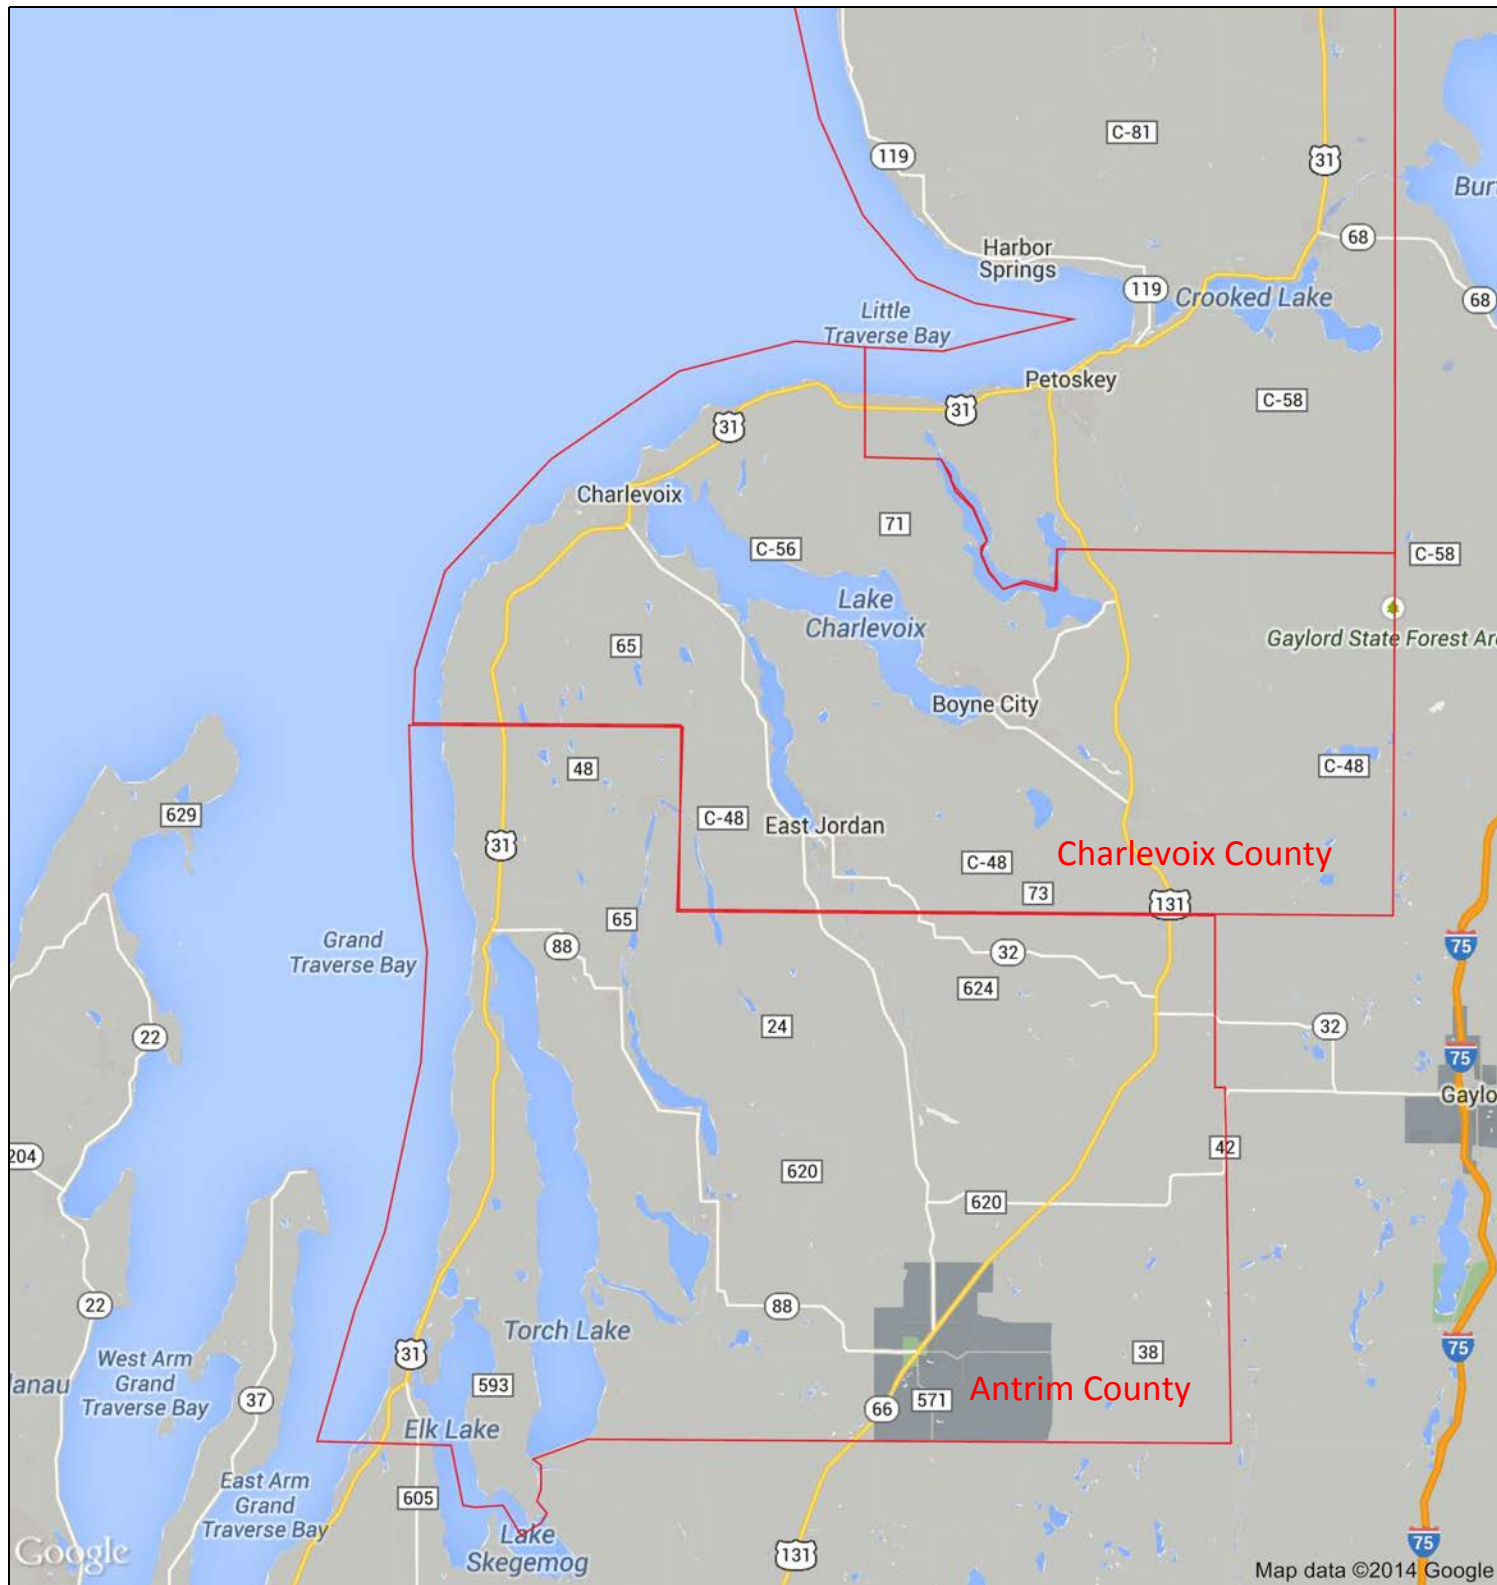 C-81
119
31
Burt
68
Harbor
Springs
119
Crooked Lake
68
Little
Traverse Bay
Petoskey
C-58
31
31
Charlevoix
71
C-56
C-58
Lake
Charlevoix
Gaylord State Forest Are
65
Boyne City
48
C-48
629
C-48
East Jordan
31
C-48
Charlevoix County
73
131
65
Grand
Traverse Bay
88
32
75
624
22
24
32
75
Gaylo
204
42
620
620
22
88
Torch Lake
31
75
West Arm
Grand
Traverse Bay
lanau
37
593
38
Antrim County
66
571
Elk Lake
East Arm
Grand
Traverse Bay
605
Lake
Skegemog
75
131
Google
Map data ©2014 Google